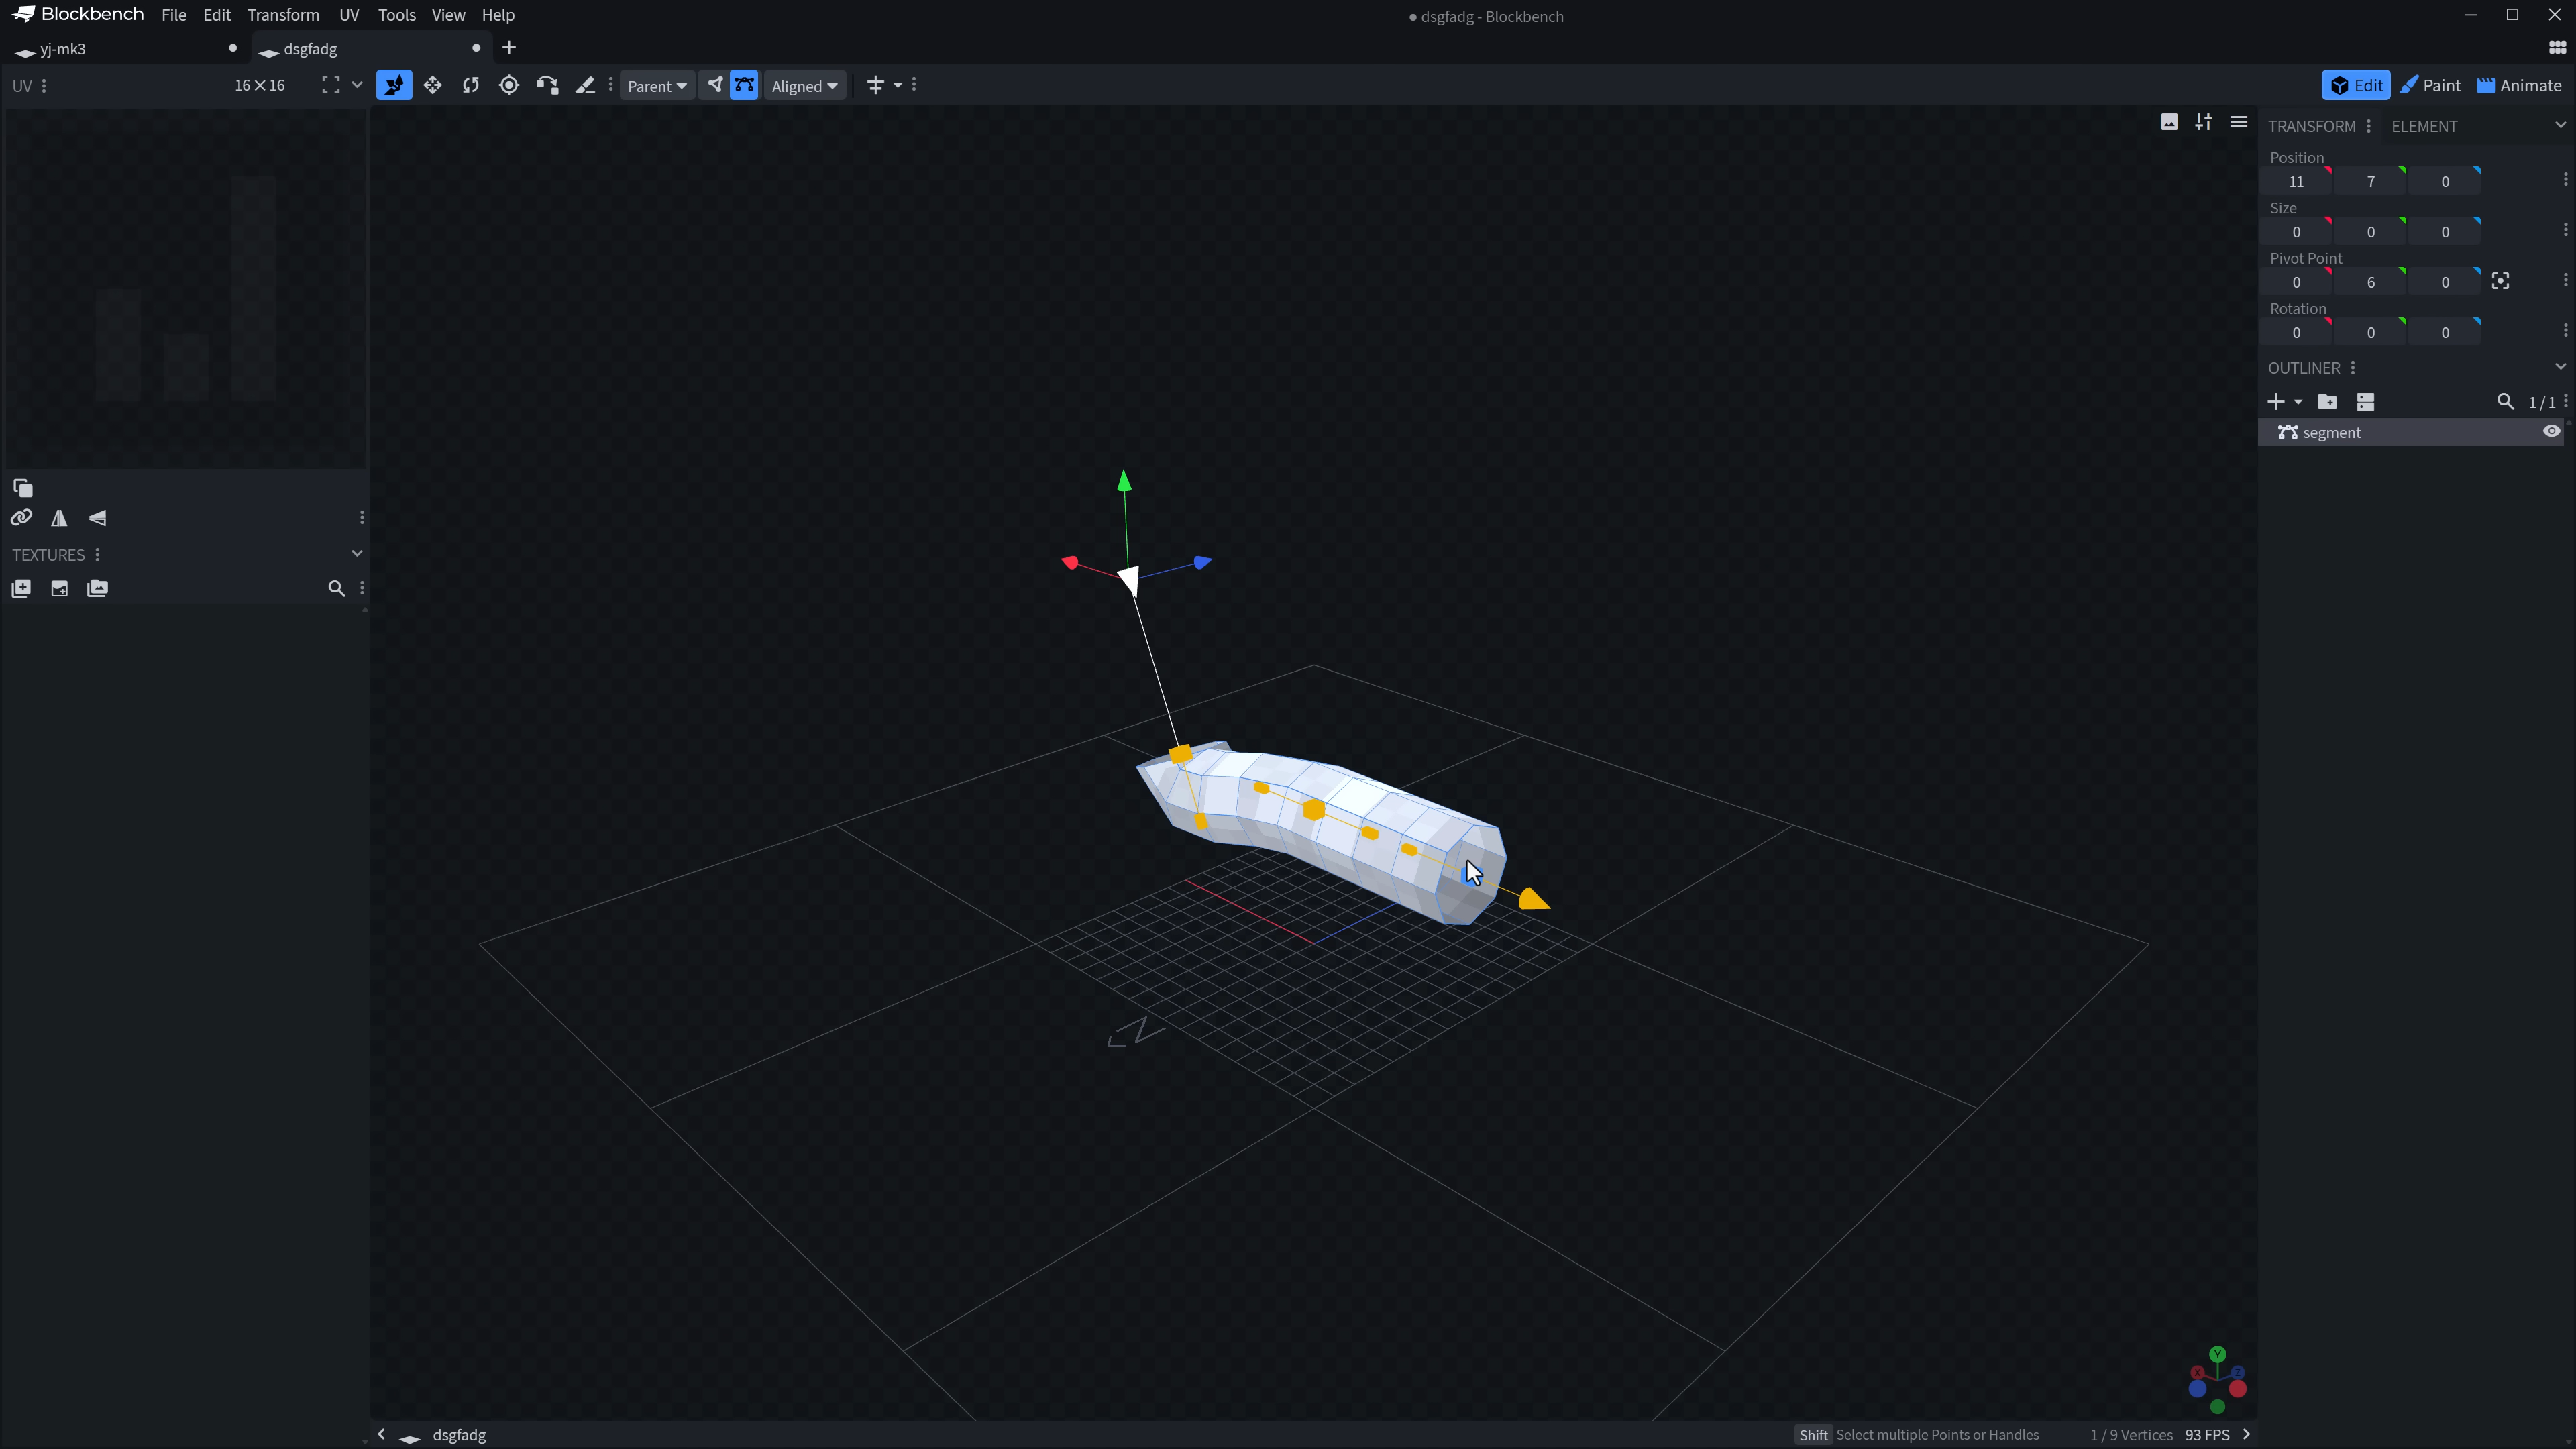 Blockbench File Edit Transform UV Tools View Help
dsgfadg - Blockbench
yj-mk3 dsgfadg
UV 16×16
Parent Aligned
Edit Paint Animate
TRANSFORM ELEMENT
Position
11 7 0
Size
0 0 0
Pivot Point
0 6 0
Rotation
0 0 0
OUTLINER
1 / 1
segment
TEXTURES
N
Y
X Z
dsgfadg
Shift Select multiple Points or Handles 1 / 9 Vertices 93 FPS